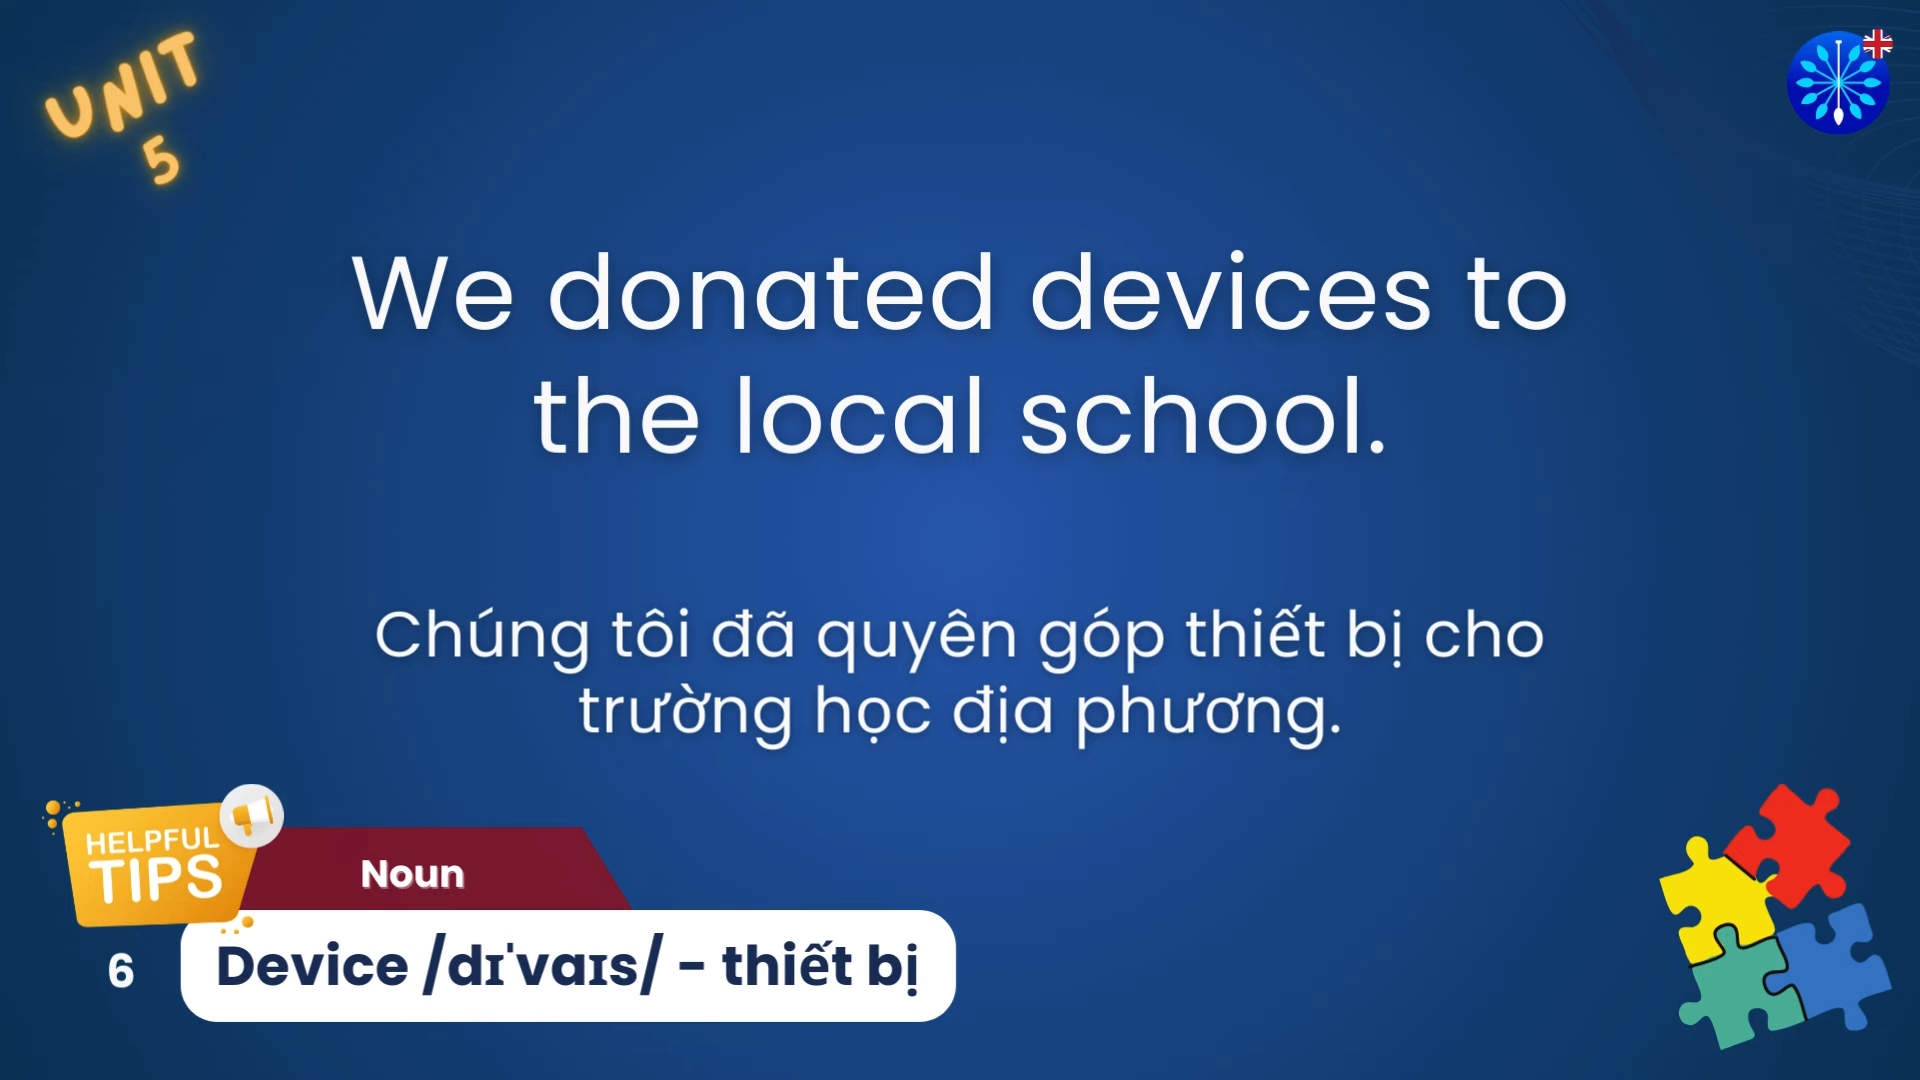 UNIT
5
We donated devices to
the local school.
Chúng tôi đã quyên góp thiết bị cho
trường học địa phương.
HELPFUL
TIPS
Noun
6
Device /dɪˈvaɪs/ - thiết bị